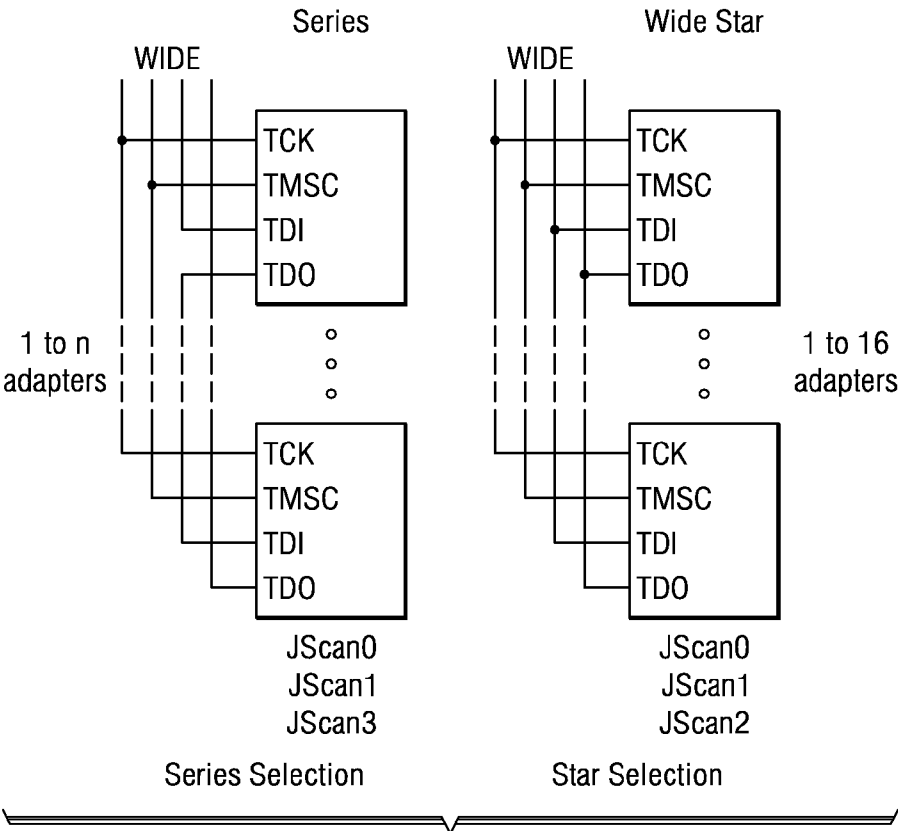 Series
WIDE
TCK
TMSC
TDI
TDO
1 to n
adapters
TCK
TMSC
TDI
TDO
JScan0
JScan1
JScan3
Series Selection
Wide Star
WIDE
TCK
TMSC
TDI
TDO
1 to 16
adapters
TCK
TMSC
TDI
TDO
JScan0
JScan1
JScan2
Star Selection